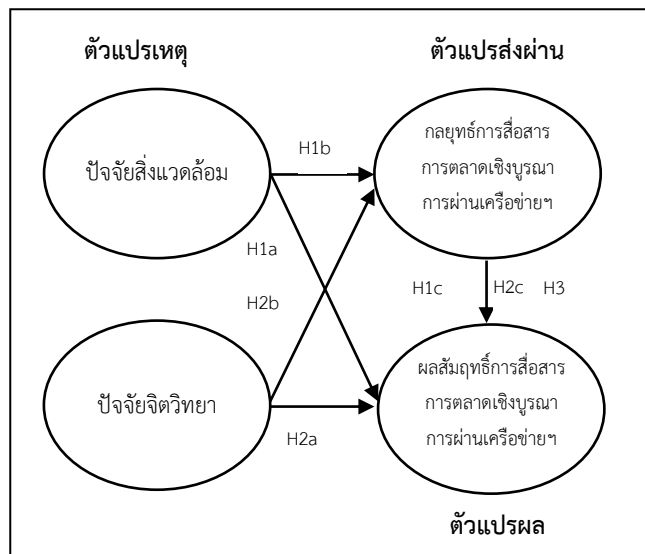 ตัวแปรเหตุ
ตัวแปรส่งผ่าน
ปัจจัยสิ่งแวดล้อม
H1b
กลยุทธ์การสื่อสาร
การตลาดเชิงบูรณา
การผ่านเครือข่ายฯ
H1a
H2b
H1c
H2c
H3
ปัจจัยจิตวิทยา
H2a
ผลสัมฤทธิ์การสื่อสาร
การตลาดเชิงบูรณา
การผ่านเครือข่ายฯ
ตัวแปรผล